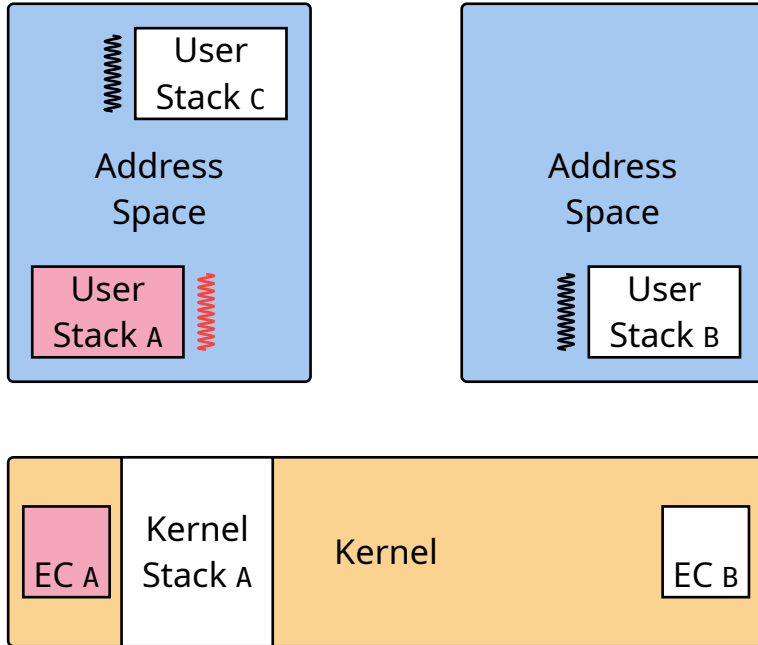 User
Stack C
Address
Space
User
Stack A
Address
Space
User
Stack B
EC A
Kernel
Stack A
Kernel
EC B